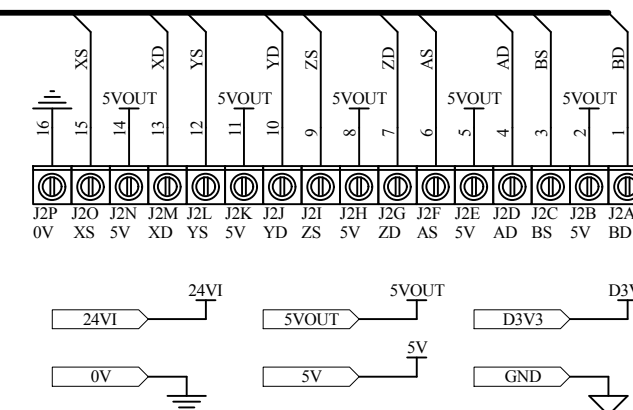 XS XD YS YD ZS ZD AS AD BS BD
5VOUT 5VOUT 5VOUT 5VOUT 5VOUT
16 15 14 13 12 11 10 9 8 7 6 5 4 3 2 1
J2P J2O J2N J2M J2L J2K J2J J2I J2H J2G J2F J2E J2D J2C J2B J2A
0V XS 5V XD YS 5V YD ZS 5V ZD AS 5V AD BS 5V BD
24VI 5VOUT D3V
24VI 5VOUT D3V3
5V
0V 5V GND